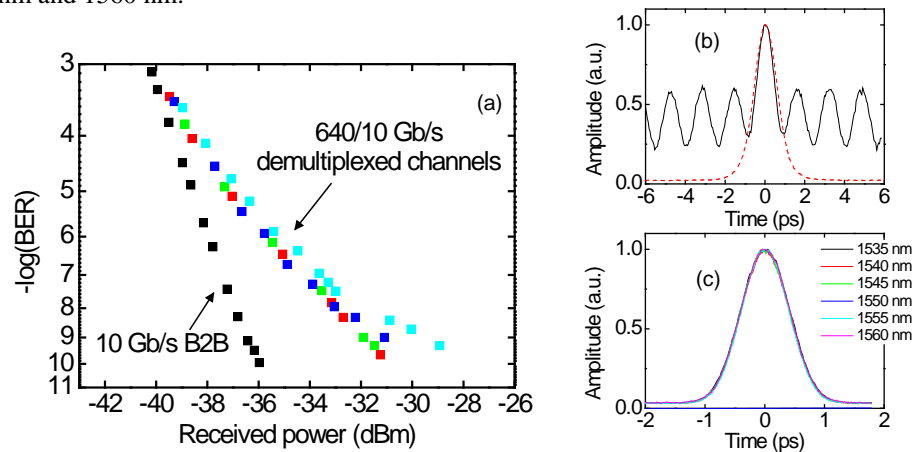 nm and 1560 nm.
(a)
3
4
5
6
7
8
9
10
11
-log(BER)
640/10 Gb/s
demultiplexed channels
10 Gb/s B2B
-42 -40 -38 -36 -34 -32 -30 -28 -26
Received power (dBm)
(b)
1.0
0.5
0.0
Amplitude (a.u.)
-6 -4 -2 0 2 4 6
Time (ps)
(c)
1.0
0.5
0.0
Amplitude (a.u.)
1535 nm
1540 nm
1545 nm
1550 nm
1555 nm
1560 nm
-2 -1 0 1 2
Time (ps)